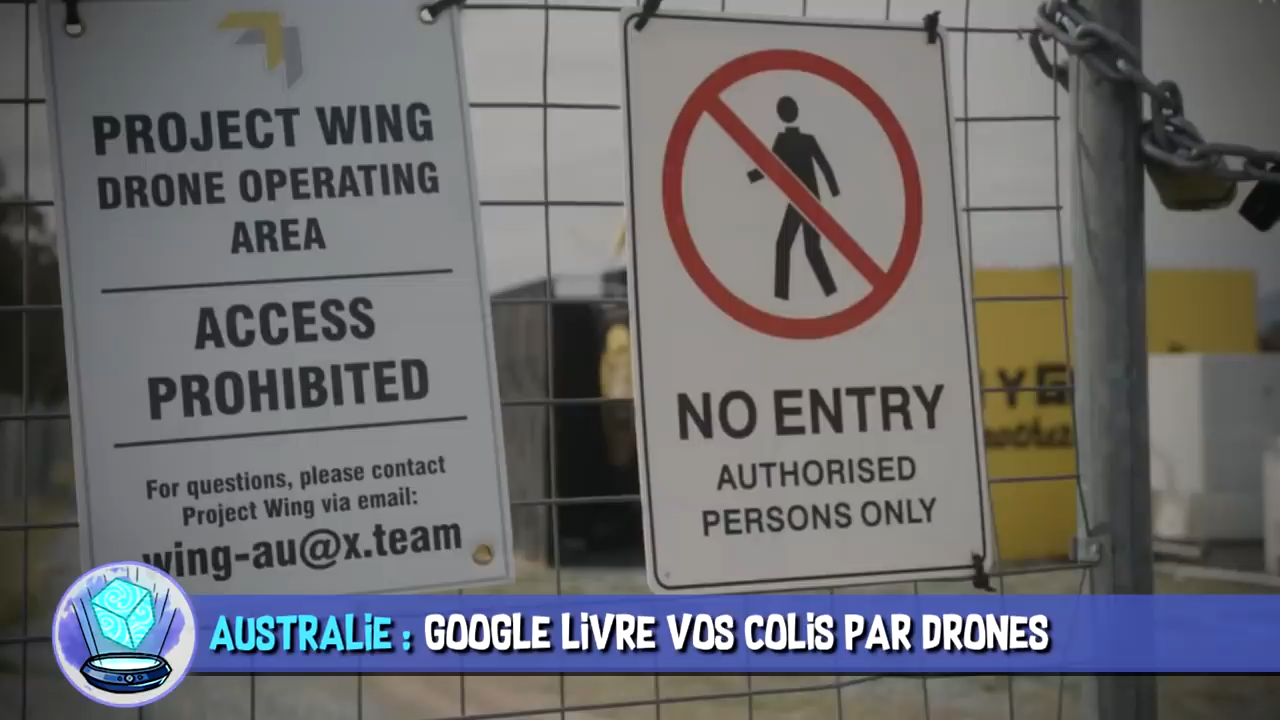 PROJECT WING
DRONE OPERATING
AREA
ACCESS
PROHIBITED
For questions, please contact
Project Wing via email:
wing-au@x.team
NO ENTRY
AUTHORISED
PERSONS ONLY
AUSTRALIE : GOOGLE LIVRE VOS COLIS PAR DRONES